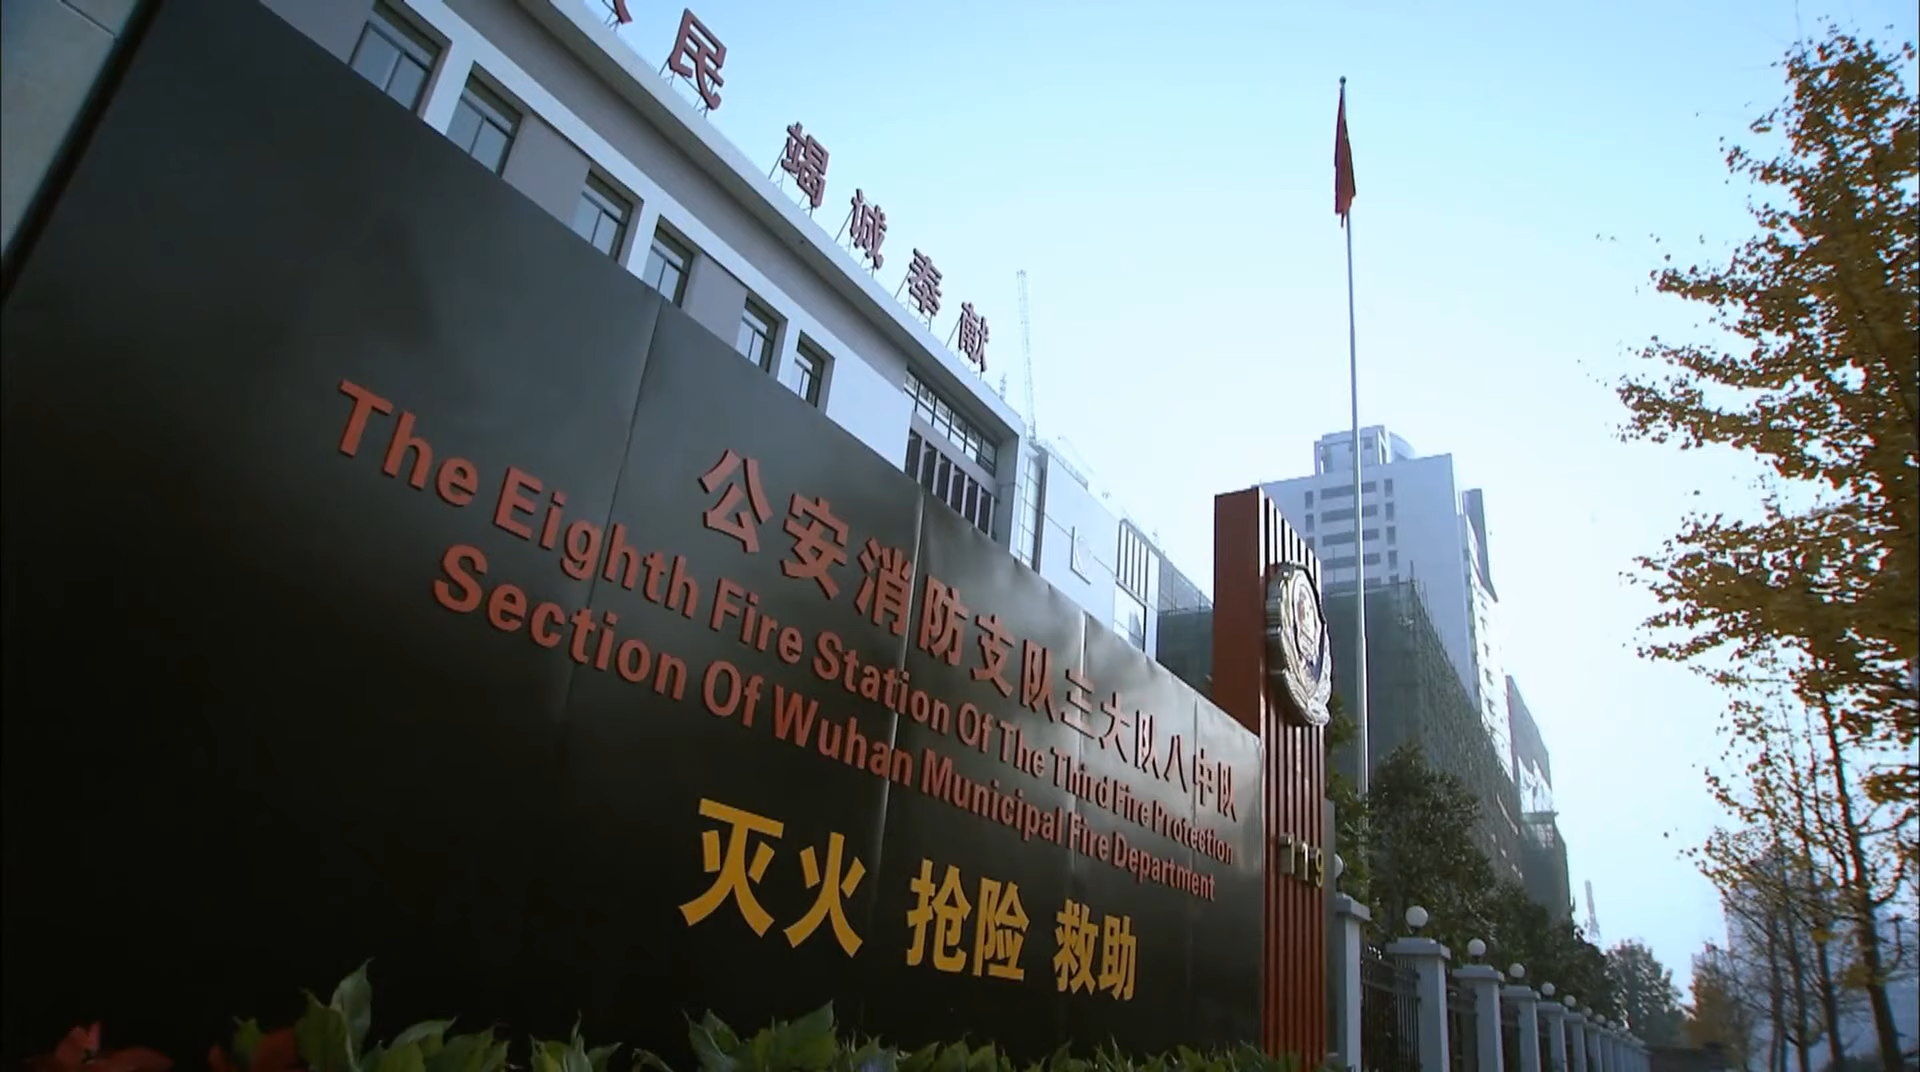 民 竭诚奉献
公安消防支队三大队八中队
The Eighth Fire Station Of The Third Fire Protection
Section Of Wuhan Municipal Fire Department
灭火 抢险 救助
119